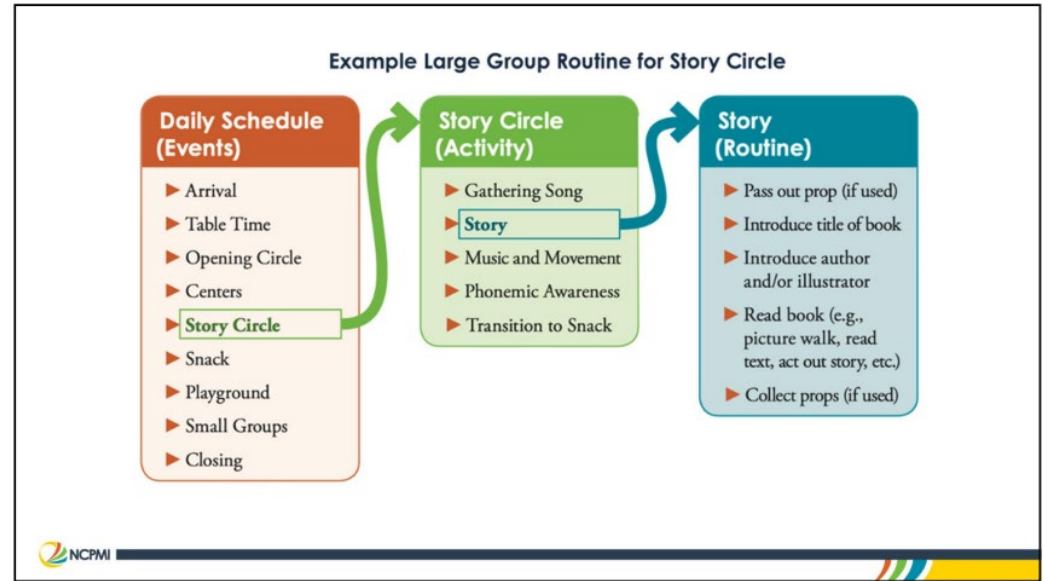 Example Large Group Routine for Story Circle
Daily Schedule
(Events)
► Arrival
► Table Time
► Opening Circle
► Centers
► Story Circle
► Snack
► Playground
► Small Groups
► Closing
Story Circle
(Activity)
► Gathering Song
► Story
► Music and Movement
► Phonemic Awareness
► Transition to Snack
Story
(Routine)
► Pass out prop (if used)
► Introduce title of book
► Introduce author
and/or illustrator
► Read book (e.g.,
picture walk, read
text, act out story, etc.)
► Collect props (if used)
NCPMI